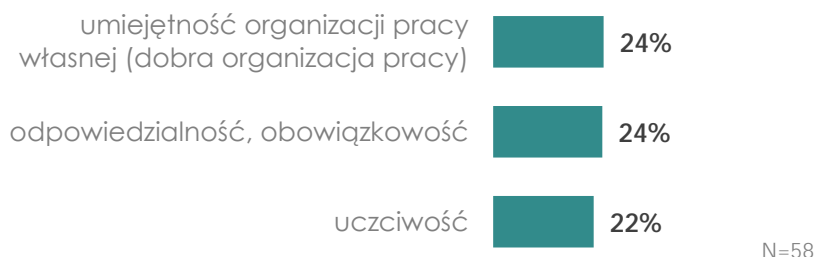 umiejętność organizacji pracy
własnej (dobra organizacja pracy)
24%
odpowiedzialność, obowiązkowość
24%
uczciwość
22%
N=58